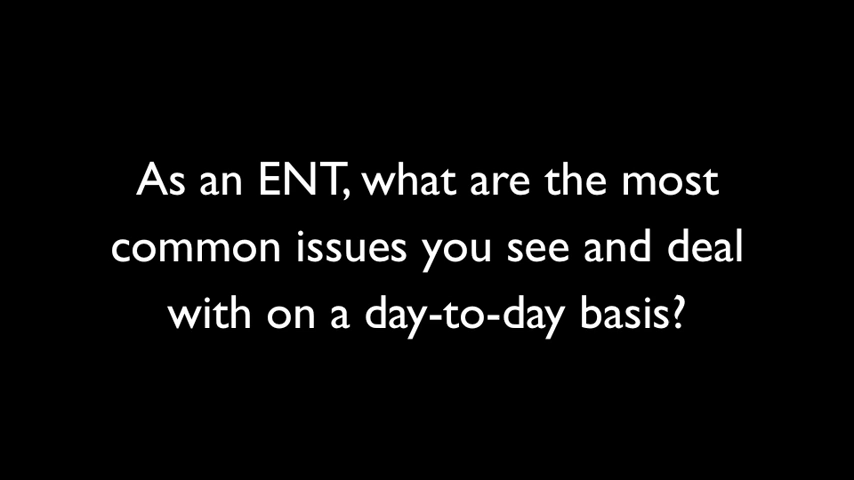 As an ENT, what are the most
common issues you see and deal
with on a day-to-day basis?